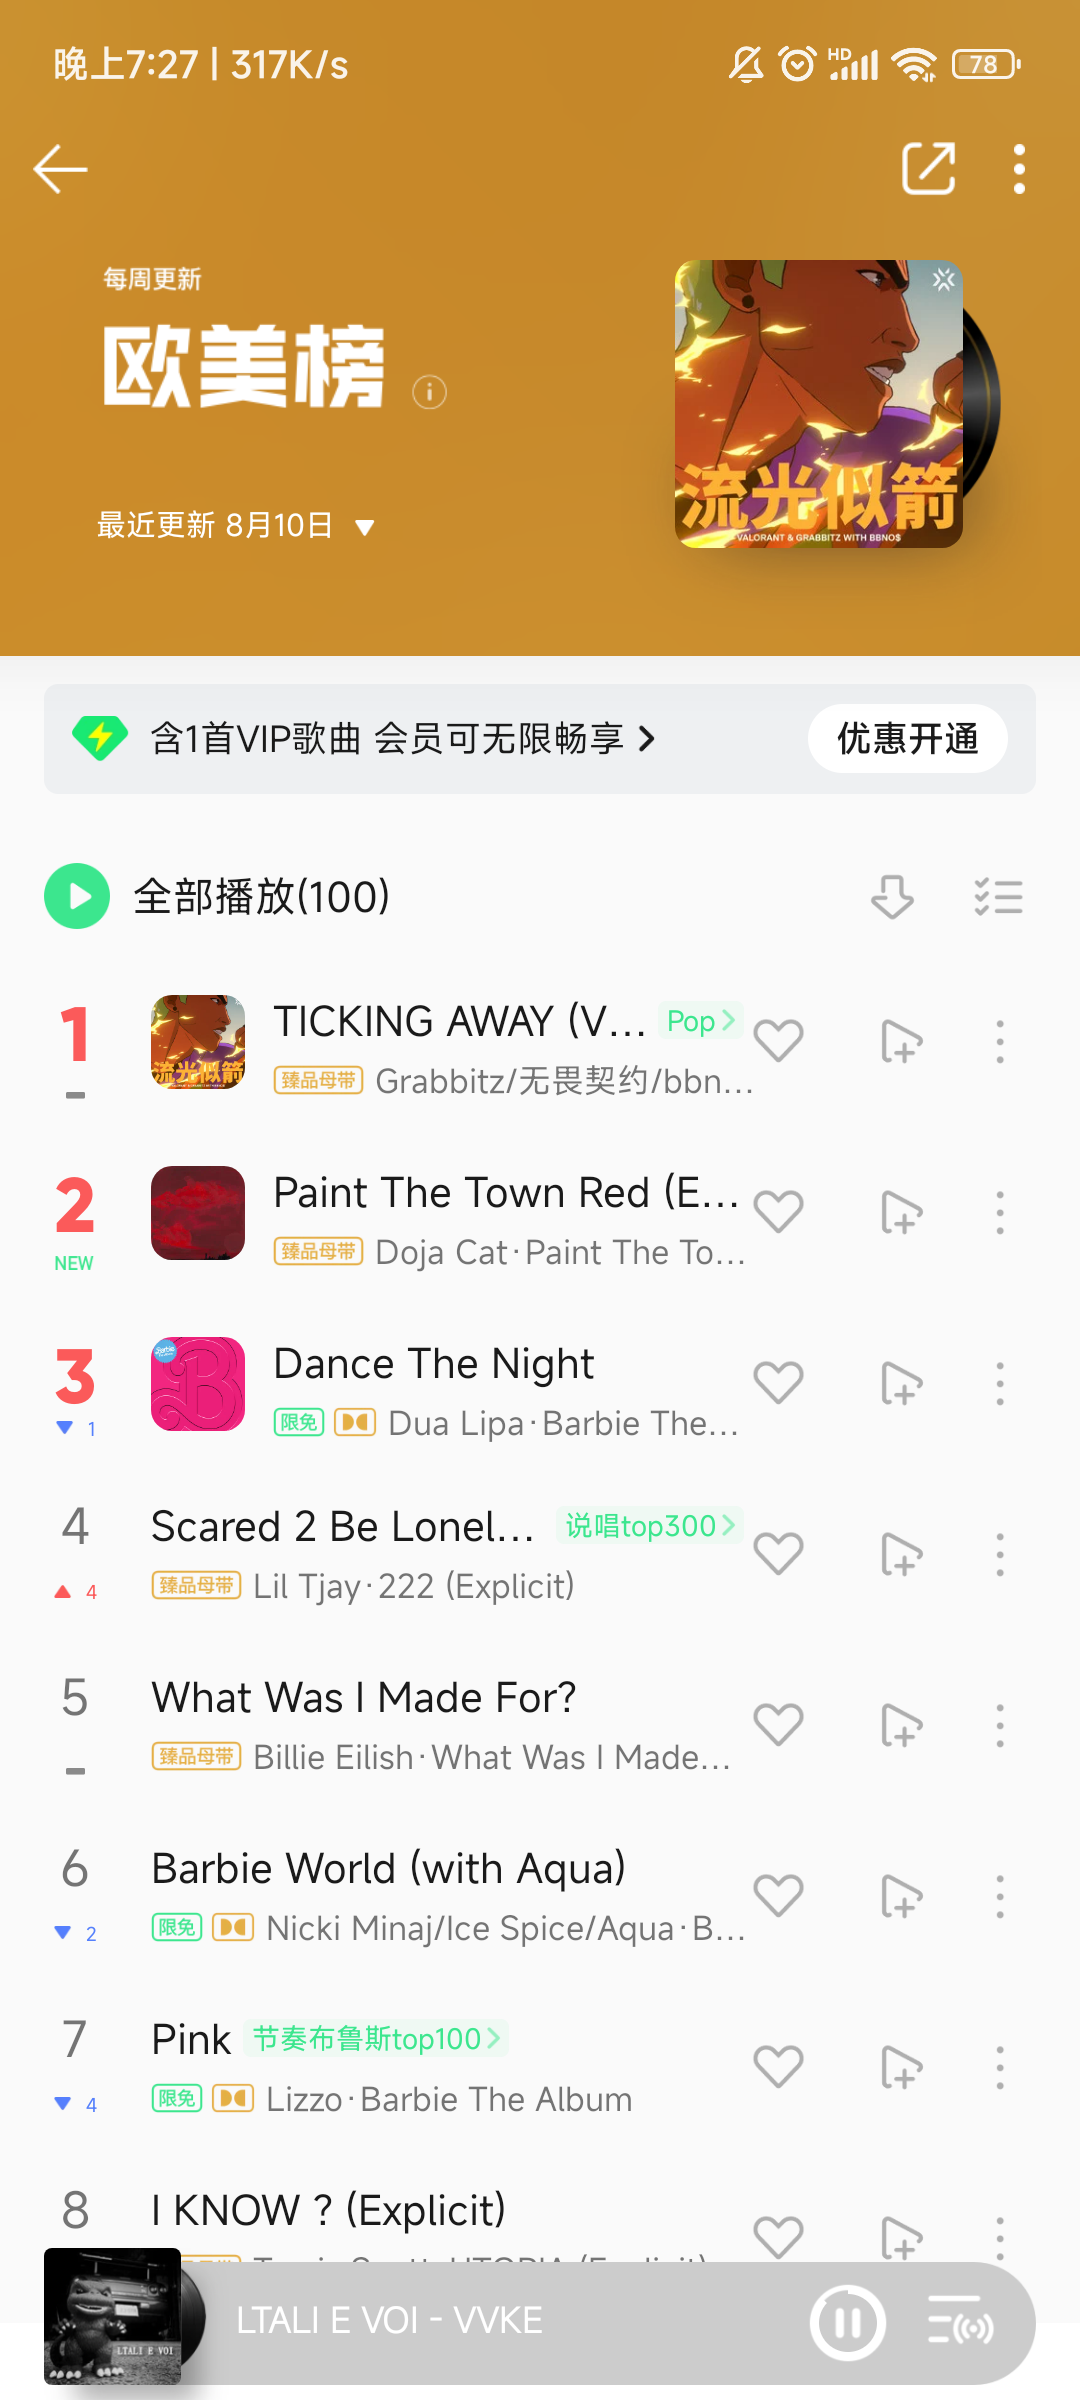 晚上7:27 | 317K/s
HD
78
每周更新
欧美榜
最近更新 8月10日
流光似箭
VALORANT & GRABBITZ WITH BBNO$
含1首VIP歌曲 会员可无限畅享
优惠开通
全部播放(100)
1
TICKING AWAY (V... Pop
流光似箭
臻品母带 Grabbitz/无畏契约/bbn...
2
Paint The Town Red (E...
NEW
臻品母带 Doja Cat·Paint The To...
3
Dance The Night
1
限免 Dua Lipa·Barbie The...
4
Scared 2 Be Lonel... 说唱top300
4
臻品母带 Lil Tjay·222 (Explicit)
5
What Was I Made For?
臻品母带 Billie Eilish·What Was I Made...
6
Barbie World (with Aqua)
2
限免 Nicki Minaj/Ice Spice/Aqua·B...
7
Pink 节奏布鲁斯top100
4
限免 Lizzo·Barbie The Album
8
I KNOW ? (Explicit)
LTALI E VOI
LTALI E VOI - VVKE